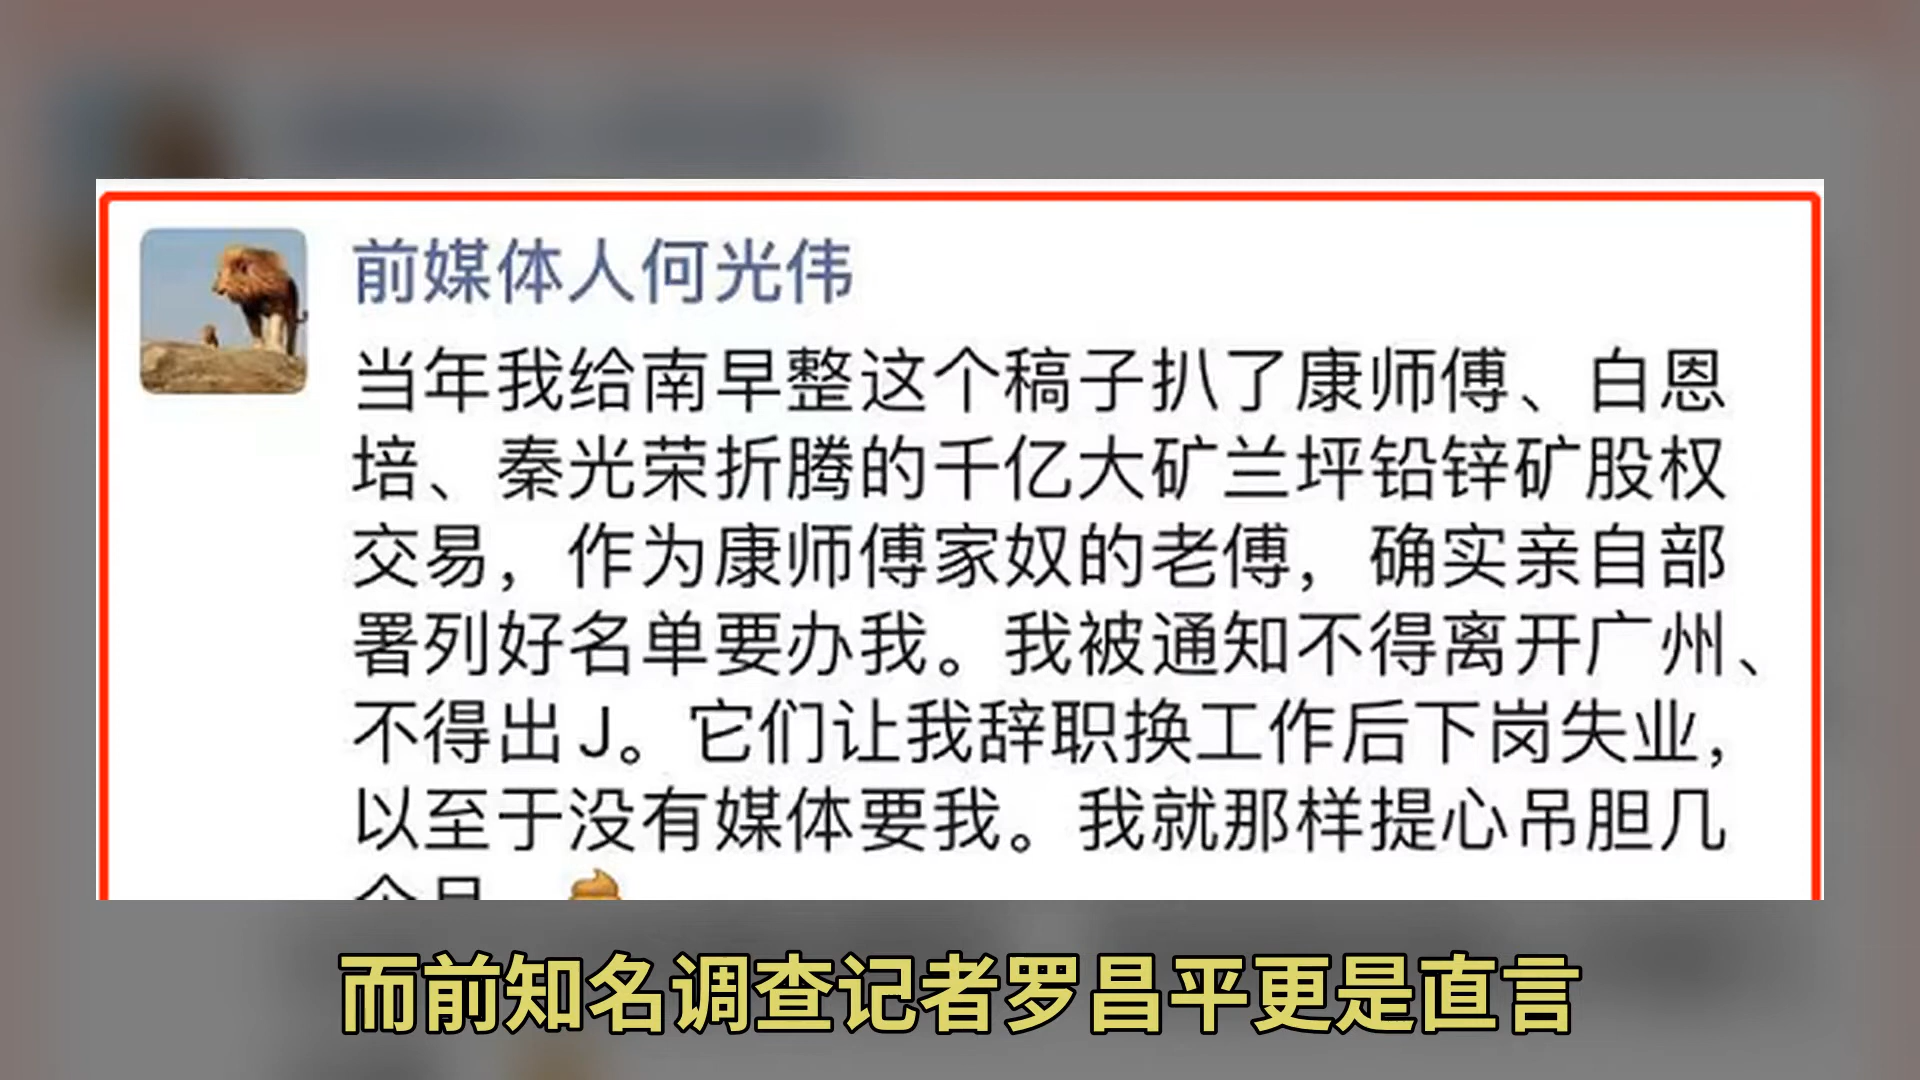 前媒体人何光伟
当年我给南早整这个稿子扒了康师傅、白恩
培、秦光荣折腾的千亿大矿兰坪铅锌矿股权
交易，作为康师傅家奴的老傅，确实亲自部
署列好名单要办我。我被通知不得离开广州、
不得出J。它们让我辞职换工作后下岗失业，
以至于没有媒体要我。我就那样提心吊胆几
而前知名调查记者罗昌平更是直言